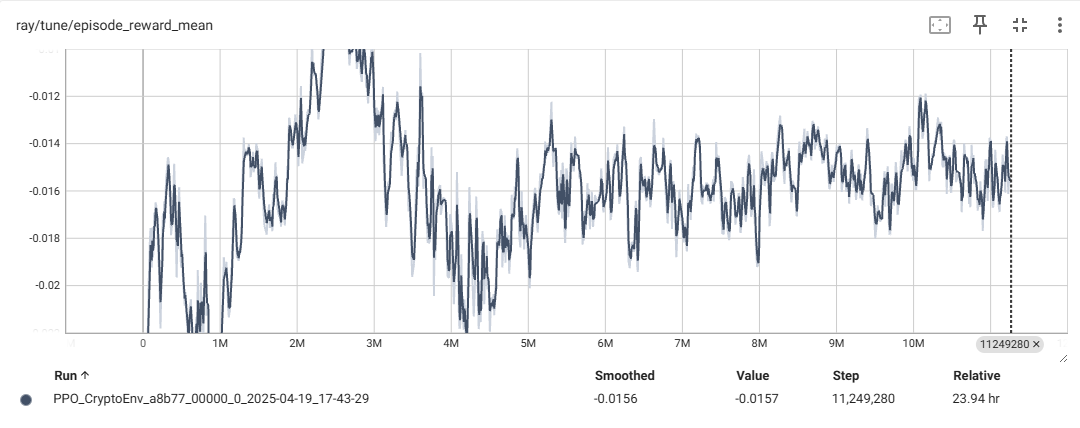 ray/tune/episode_reward_mean
-0.012
-0.014
-0.016
-0.018
-0.02
0 1M 2M 3M 4M 5M 6M 7M 8M 9M 10M 11249280 ✕
Run ↑ Smoothed Value Step Relative
PPO_CryptoEnv_a8b77_00000_0_2025-04-19_17-43-29 -0.0156 -0.0157 11,249,280 23.94 hr